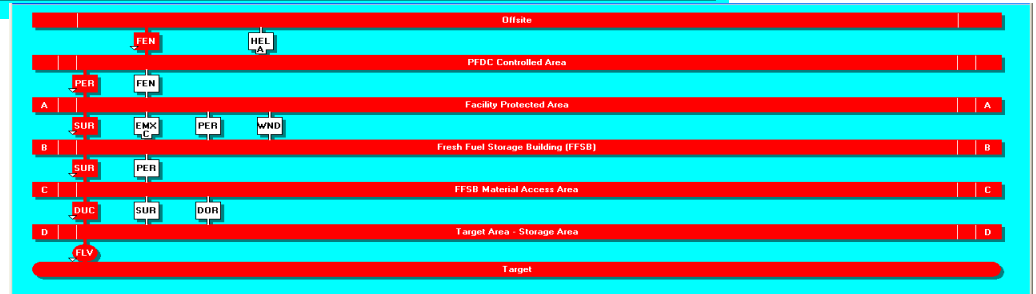 Offsite
FEN HEL A
PFDC Controlled Area
PER FEN
A Facility Protected Area A
SUR EMX C PER WND
B Fresh Fuel Storage Building (FFSB) B
SUR PER
C FFSB Material Access Area C
DUC SUR DOR
D Target Area - Storage Area D
FLV
Target